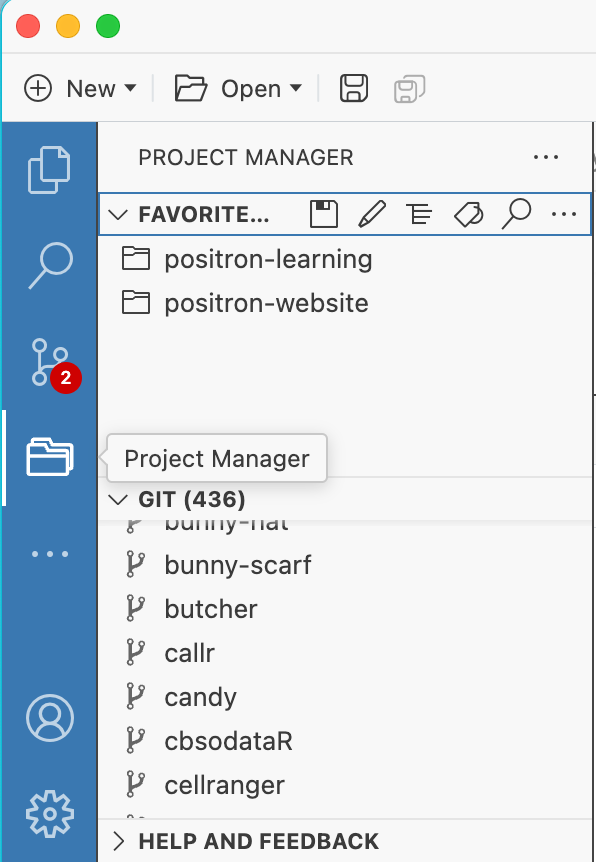 New
Open
PROJECT MANAGER
FAVORITE...
positron-learning
positron-website
2
Project Manager
GIT (436)
bunny-hat
bunny-scarf
butcher
callr
candy
cbsodataR
cellranger
HELP AND FEEDBACK